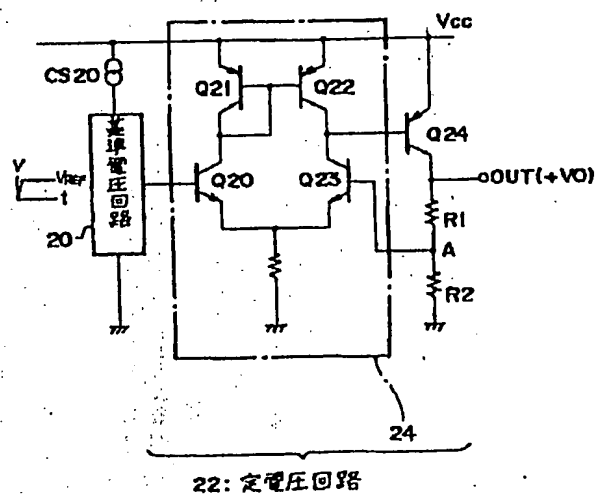 Vcc
CS20
Q21
Q22
Q24
基準電圧回路
V
VREF
t
20
Q20
Q23
OUT(+VO)
R1
A
R2
24
22: 定電圧回路